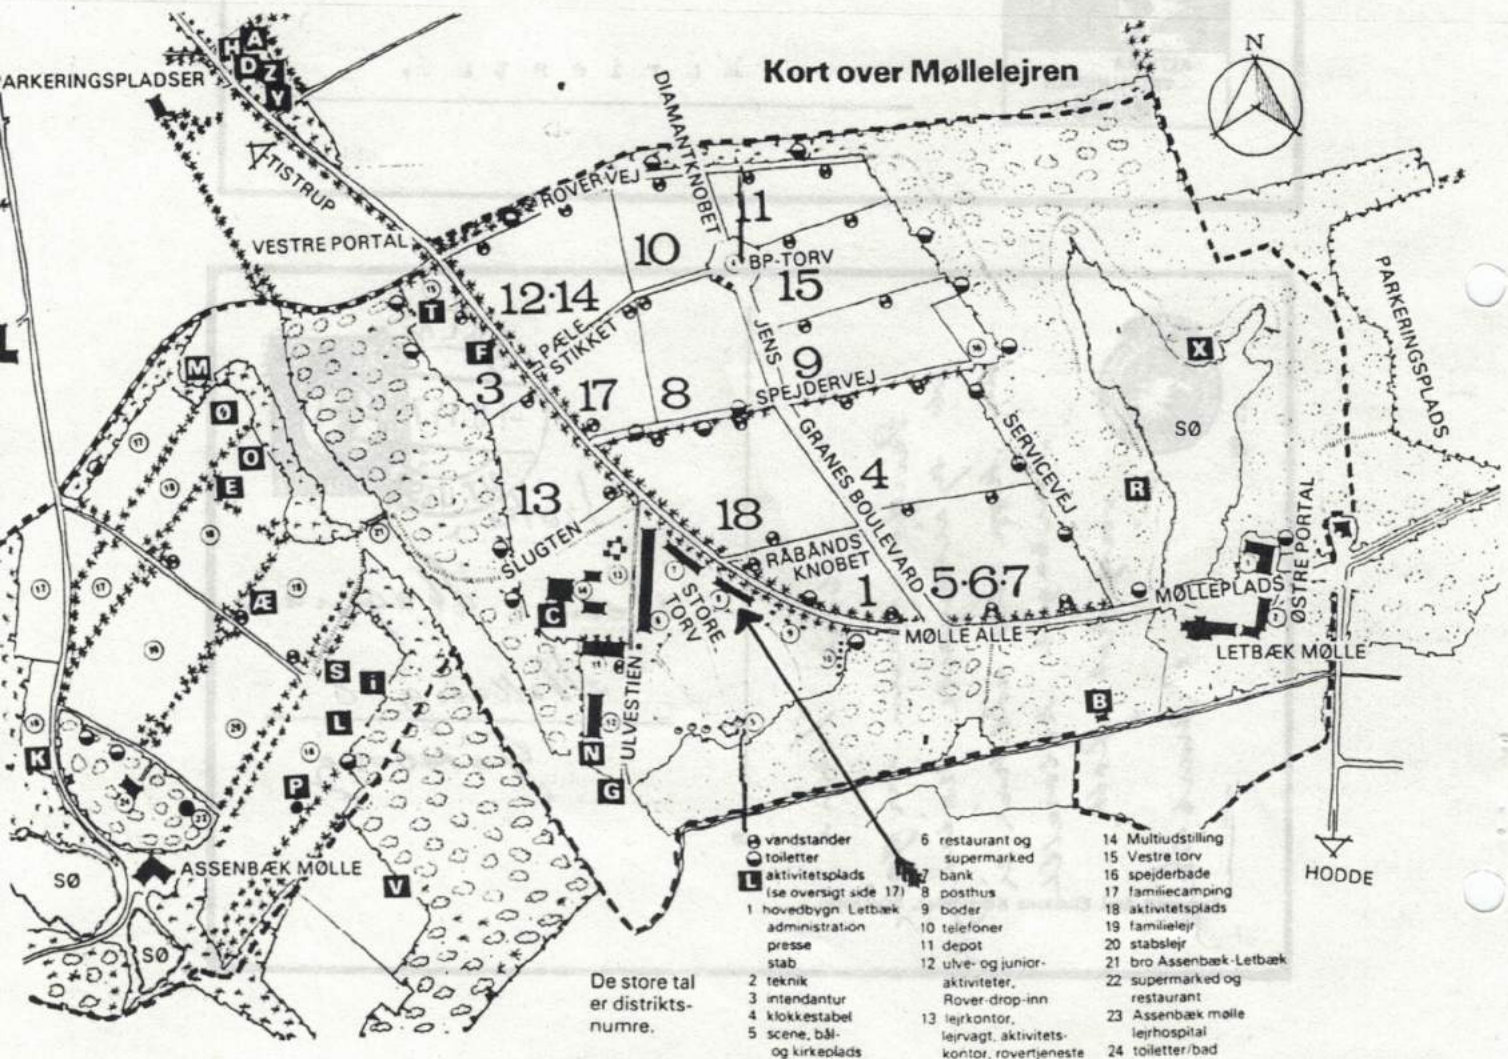 Kort over Møllelejren
N
H A
D Z
Y
PARKERINGSPLADSER
TISTRUP
VESTRE PORTAL
ROVERVEJ
DIAMANTKNOBET
11
10
BP-TORV
12·14
15
T
PÆLE
STIKKET
JENS
GRANES BOULEVARD
F
3
17
8
9
SPEJDERVEJ
SERVICEVEJ
X
SØ
PARKERINGSPLADS
M
Ø
O
E
13
18
4
R
SLUGTEN
RÅBÅNDS
KNOBET
1
5·6·7
STORE
TORV
MØLLE ALLE
MØLLEPLADS
ØSTRE PORTAL
LETBÆK MØLLE
Æ
C
ULVESTIEN
S
i
L
B
K
P
N
G
ASSENBÆK MØLLE
SØ
SØ
V
HODDE
De store tal
er distrikts-
numre.
vandstander
toiletter
L aktivitetsplads
(se oversigt side 17)
1 hovedbygn. Letbæk
administration
presse
stab
2 teknik
3 intendantur
4 klokkestabel
5 scene, bål-
og kirkeplads
6 restaurant og
supermarked
7 bank
8 posthus
9 boder
10 telefoner
11 depot
12 ulve- og junior-
aktiviteter,
Rover-drop-inn
13 lejrkontor,
lejrvagt, aktivitets-
kontor, rovertjeneste
14 Multiudstilling
15 Vestre torv
16 spejderbade
17 familiecamping
18 aktivitetsplads
19 familielejr
20 stabslejr
21 bro Assenbæk-Letbæk
22 supermarked og
restaurant
23 Assenbæk mølle
lejrhospital
24 toiletter/bad